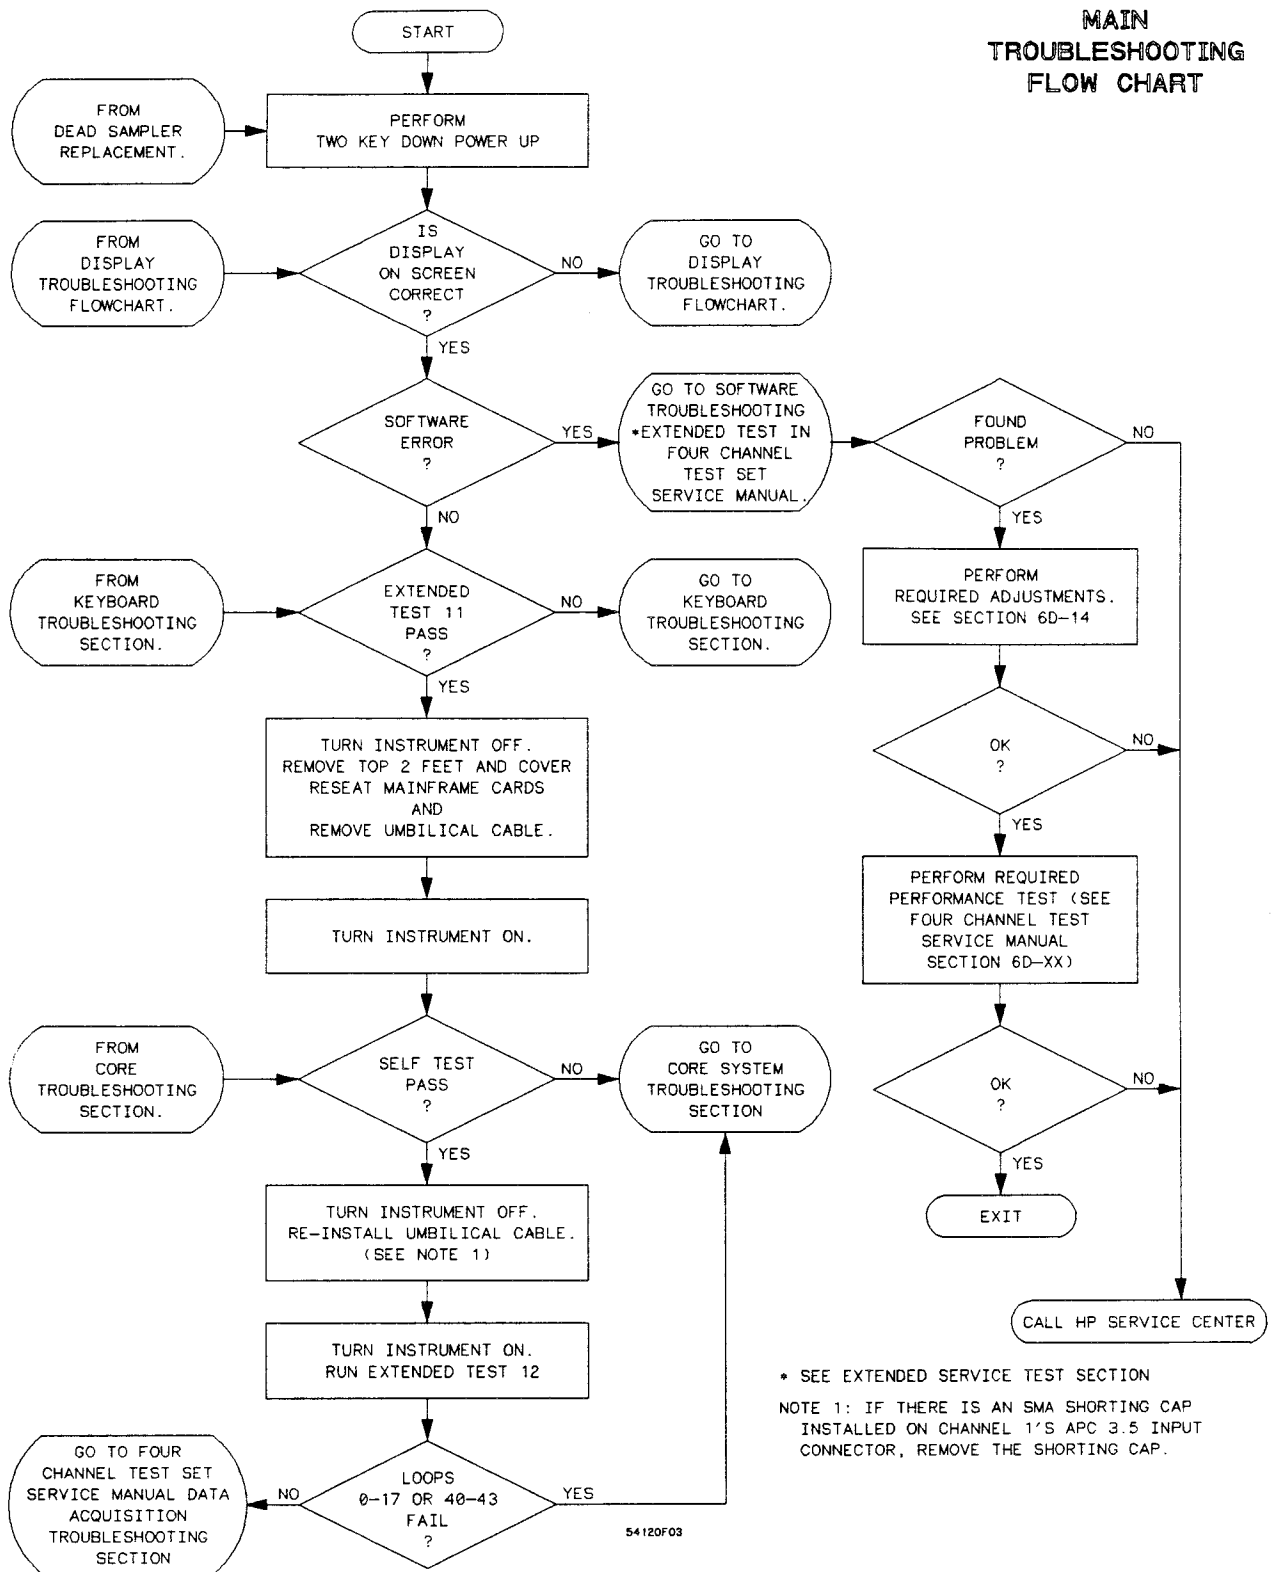 MAIN
TROUBLESHOOTING
FLOW CHART
START
FROM
DEAD SAMPLER
REPLACEMENT.
PERFORM
TWO KEY DOWN POWER UP
FROM
DISPLAY
TROUBLESHOOTING
FLOWCHART.
IS
DISPLAY
ON SCREEN
CORRECT
?
NO
GO TO
DISPLAY
TROUBLESHOOTING
FLOWCHART.
YES
SOFTWARE
ERROR
?
YES
GO TO SOFTWARE
TROUBLESHOOTING
*EXTENDED TEST IN
FOUR CHANNEL
TEST SET
SERVICE MANUAL.
FOUND
PROBLEM
?
NO
NO
YES
FROM
KEYBOARD
TROUBLESHOOTING
SECTION.
EXTENDED
TEST 11
PASS
?
NO
GO TO
KEYBOARD
TROUBLESHOOTING
SECTION.
PERFORM
REQUIRED ADJUSTMENTS.
SEE SECTION 6D-14
YES
TURN INSTRUMENT OFF.
REMOVE TOP 2 FEET AND COVER
RESEAT MAINFRAME CARDS
AND
REMOVE UMBILICAL CABLE.
OK
?
NO
YES
TURN INSTRUMENT ON.
PERFORM REQUIRED
PERFORMANCE TEST (SEE
FOUR CHANNEL TEST
SERVICE MANUAL
SECTION 6D-XX)
FROM
CORE
TROUBLESHOOTING
SECTION.
SELF TEST
PASS
?
NO
GO TO
CORE SYSTEM
TROUBLESHOOTING
SECTION
OK
?
NO
YES
YES
TURN INSTRUMENT OFF.
RE-INSTALL UMBILICAL CABLE.
(SEE NOTE 1)
EXIT
CALL HP SERVICE CENTER
TURN INSTRUMENT ON.
RUN EXTENDED TEST 12
* SEE EXTENDED SERVICE TEST SECTION
NOTE 1: IF THERE IS AN SMA SHORTING CAP
INSTALLED ON CHANNEL 1'S APC 3.5 INPUT
CONNECTOR, REMOVE THE SHORTING CAP.
GO TO FOUR
CHANNEL TEST SET
SERVICE MANUAL DATA
ACQUISITION
TROUBLESHOOTING
SECTION
NO
LOOPS
0-17 OR 40-43
FAIL
?
YES
54120F03